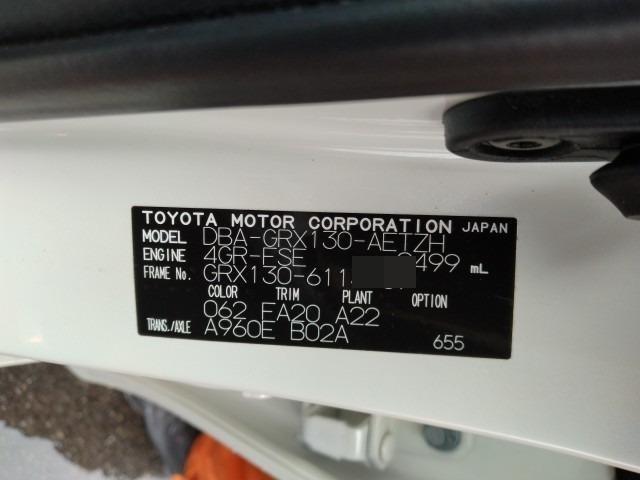 TOYOTA MOTOR CORPORATION JAPAN
MODEL DBA-GRX130-AETZH
ENGINE 4GR-FSE 2499 mL
FRAME No. GRX130-611
COLOR TRIM PLANT OPTION
062 FA20 A22
TRANS./AXLE A960E B02A
655